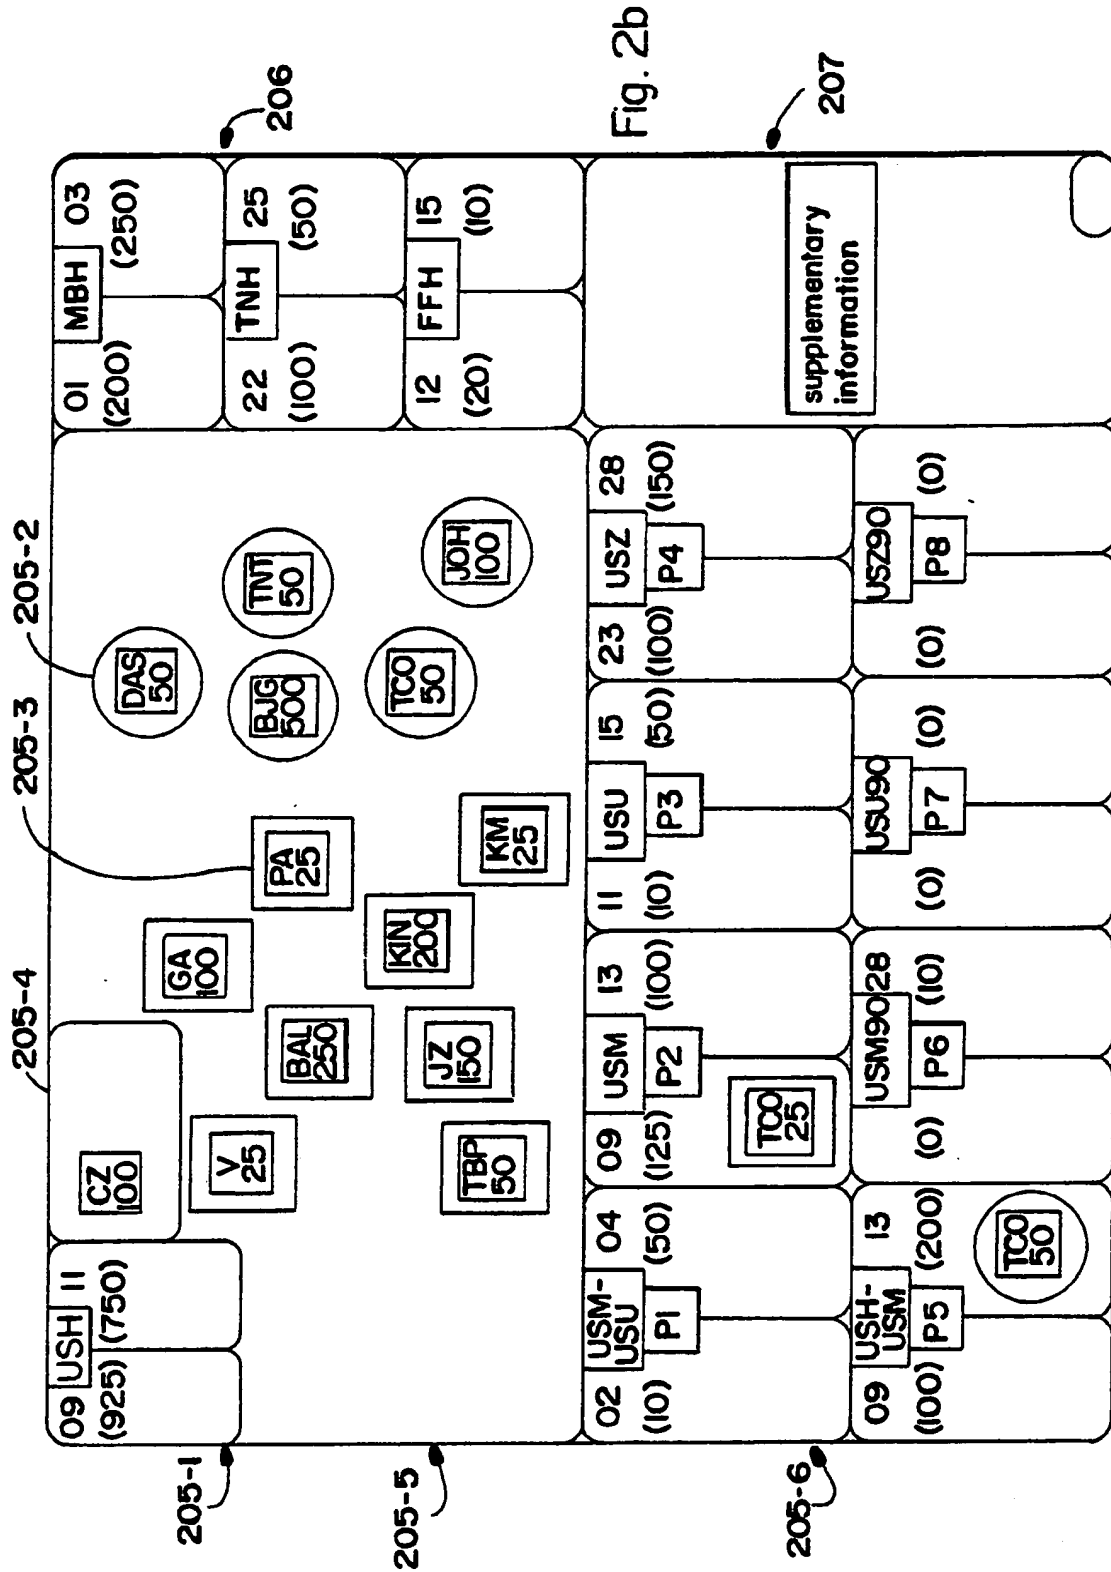 205-4
205-3
205-2
09 USH 11
(925) (750)
CZ
100
V
25
GA
100
PA
25
DAS
50
BAL
250
BJG
500
TNT
50
TBP
50
JZ
150
KIN
200
KM
25
TCO
50
JOH
100
01 MBH 03
(200) (250)
22 TNH 25
(100) (50)
12 FFH 15
(20) (10)
206
205-1
205-5
02 USM-USU 04
(10) P1 (50)
09 USM 13
(125) P2 (100)
TCO
25
11 USU 15
(10) P3 (50)
23 USZ 28
(100) P4 (150)
09 USH-USM 13
(100) P5 (200)
TCO
50
USM90 28
(0) P6 (10)
USU90
(0) P7 (0)
USZ90
(0) P8 (0)
supplementary
information
205-6
207
Fig. 2b